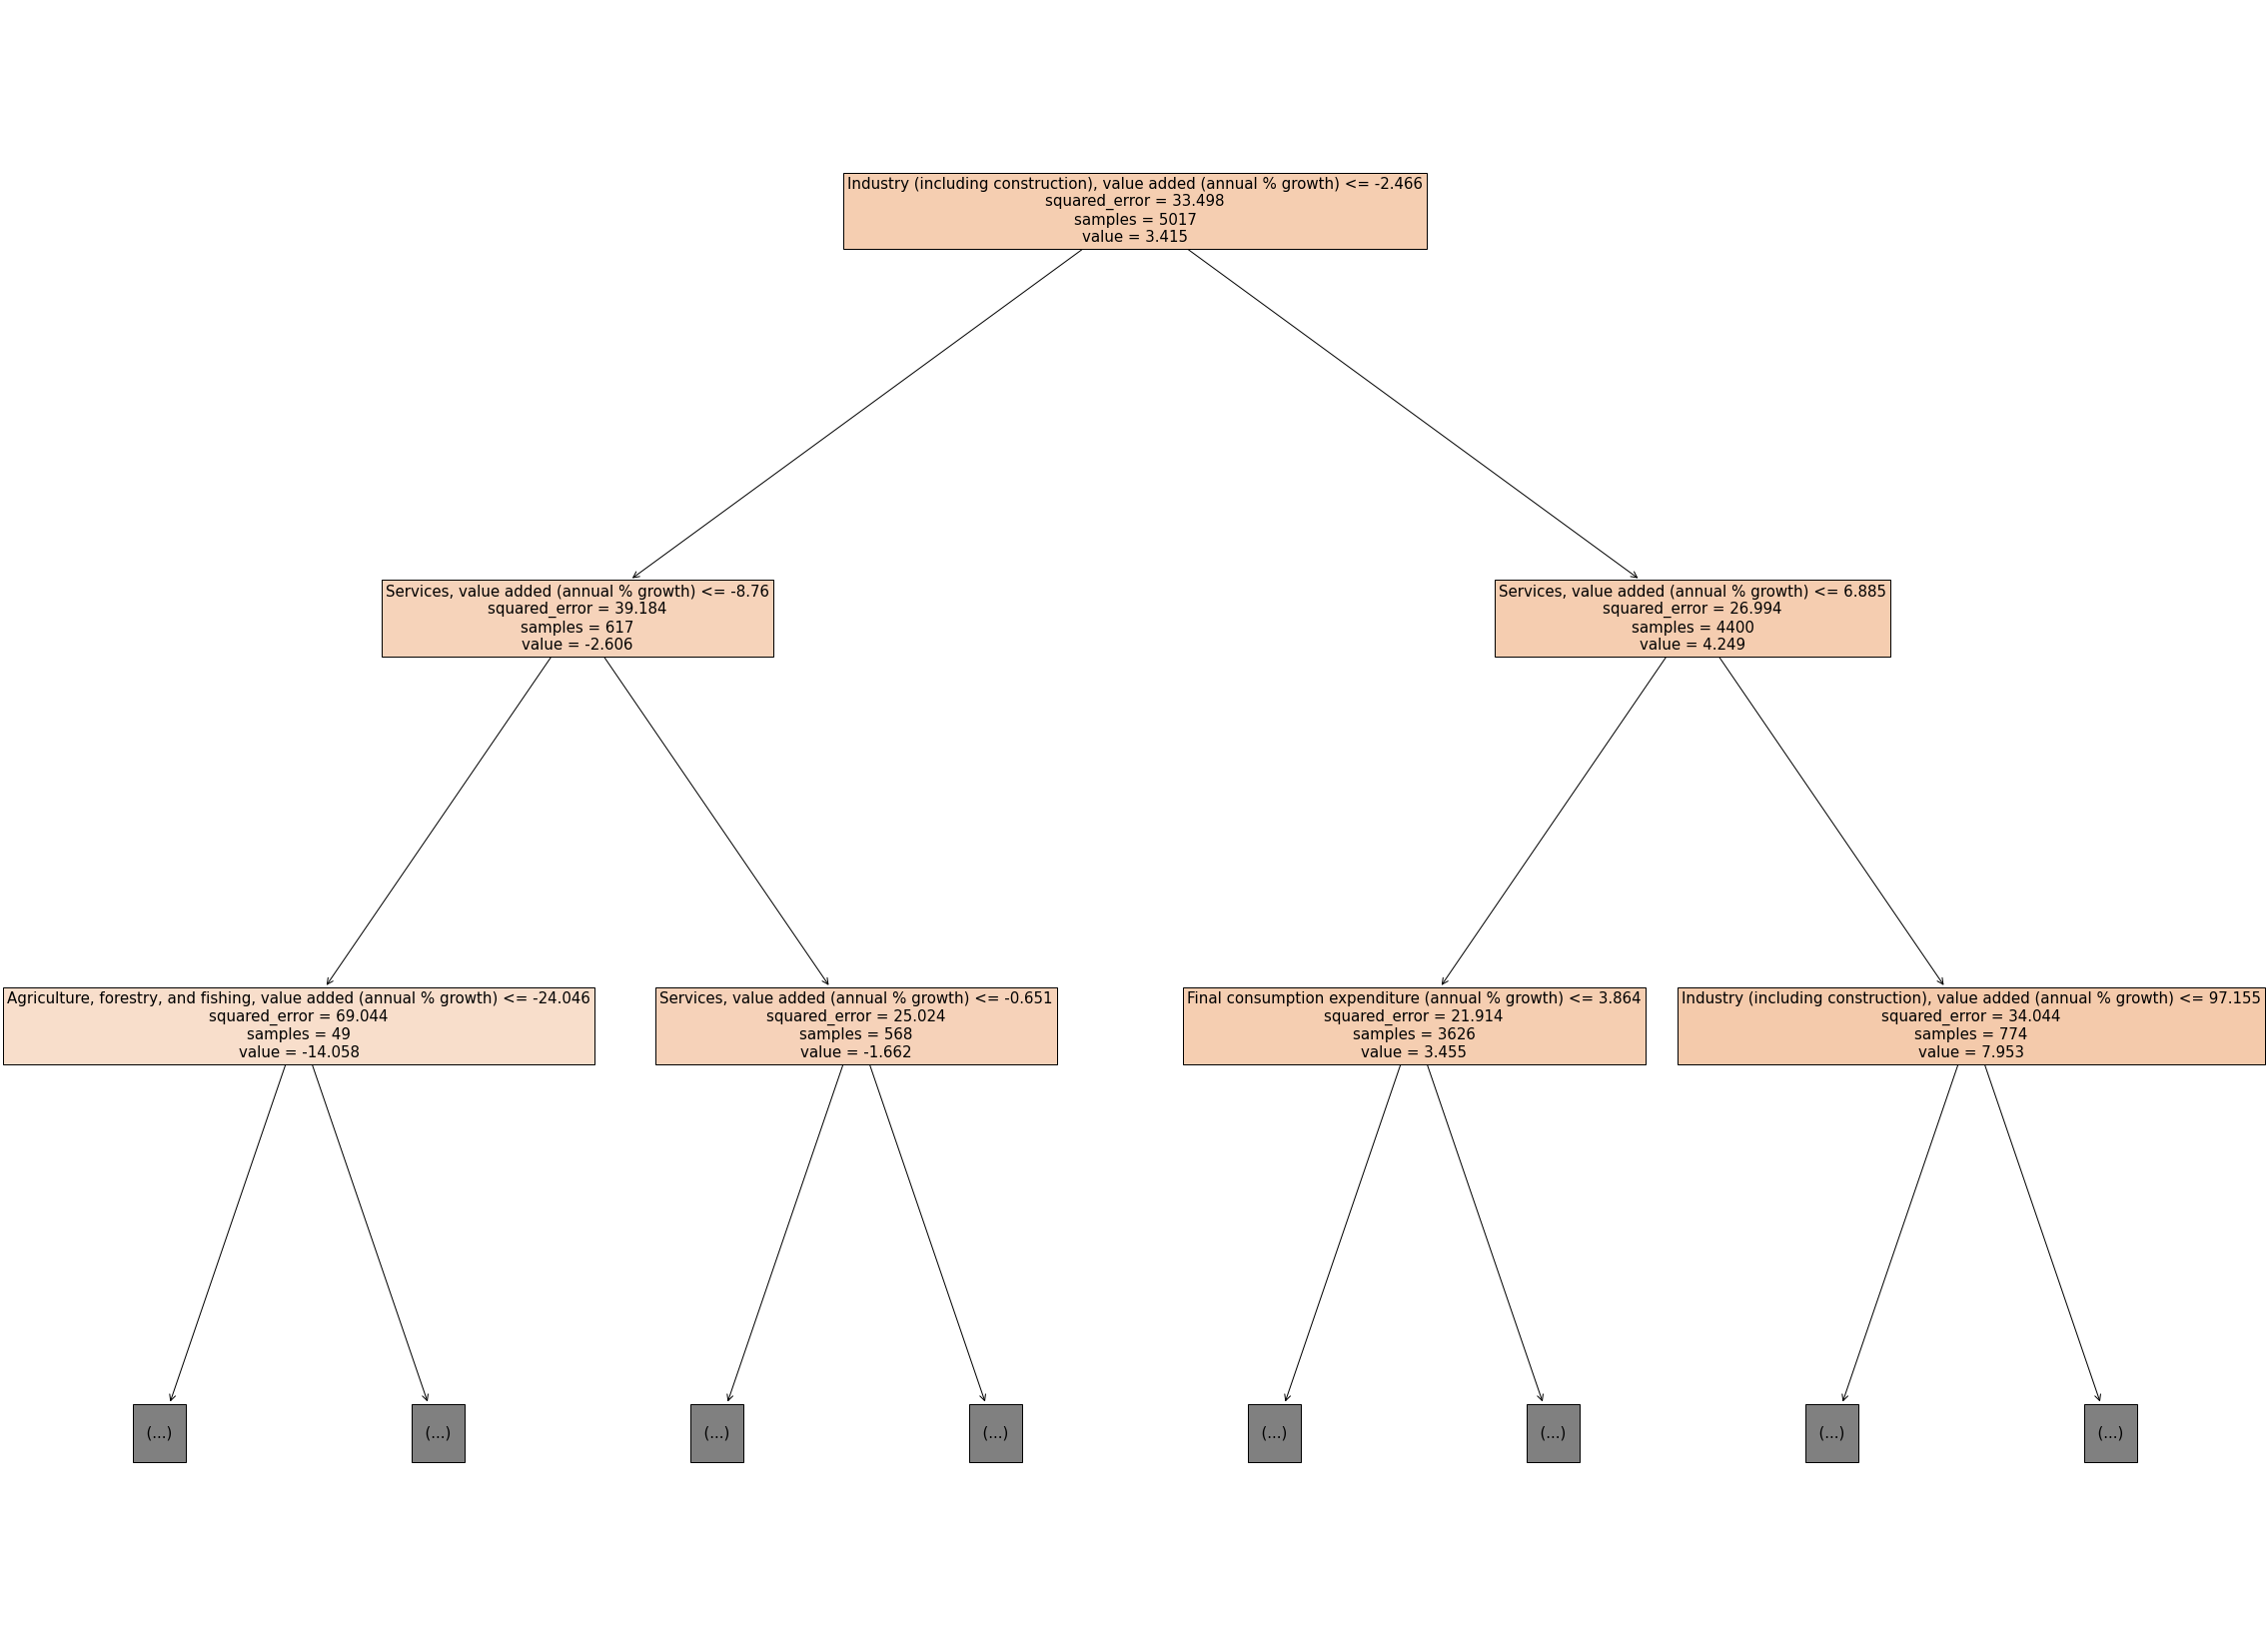 Industry (including construction), value added (annual % growth) <= -2.466
squared_error = 33.498
samples = 5017
value = 3.415
Services, value added (annual % growth) <= -8.76
squared_error = 39.184
samples = 617
value = -2.606
Services, value added (annual % growth) <= 6.885
squared_error = 26.994
samples = 4400
value = 4.249
Agriculture, forestry, and fishing, value added (annual % growth) <= -24.046
squared_error = 69.044
samples = 49
value = -14.058
Services, value added (annual % growth) <= -0.651
squared_error = 25.024
samples = 568
value = -1.662
Final consumption expenditure (annual % growth) <= 3.864
squared_error = 21.914
samples = 3626
value = 3.455
Industry (including construction), value added (annual % growth) <= 97.155
squared_error = 34.044
samples = 774
value = 7.953
(...)
(...)
(...)
(...)
(...)
(...)
(...)
(...)